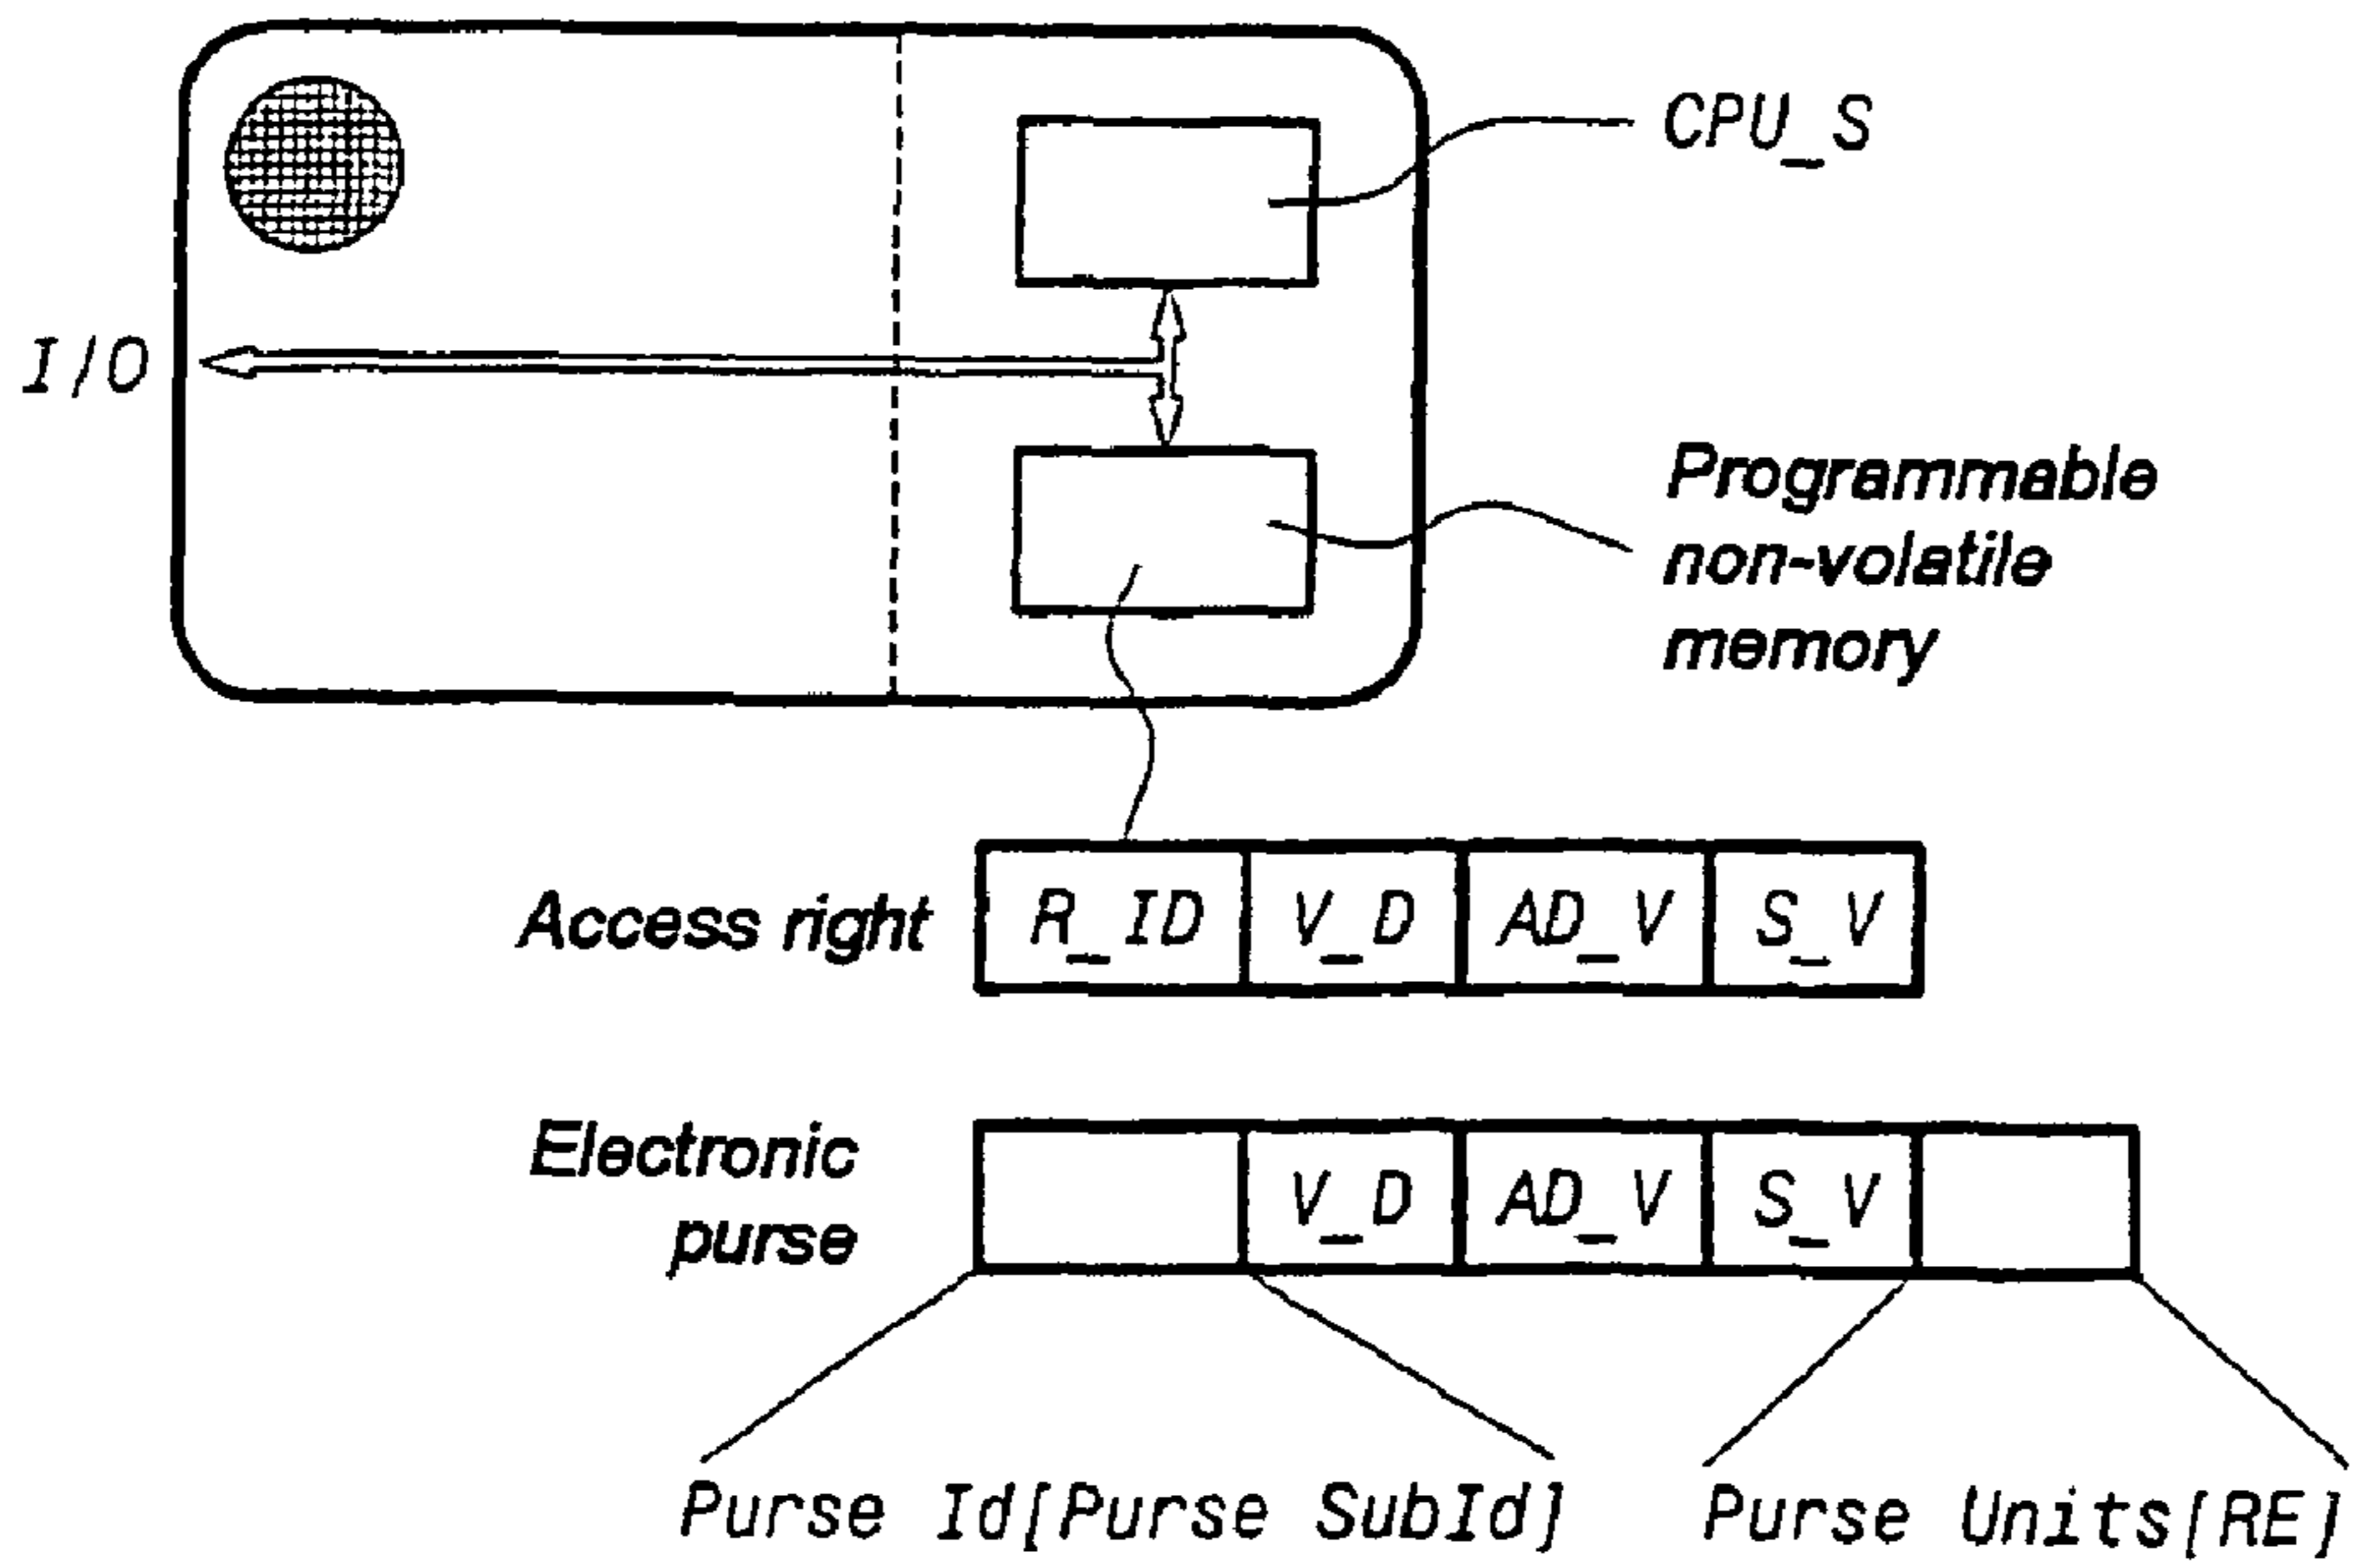 CPU_S
I/O
Programmable
non-volatile
memory
Access right
R_ID
V_D
AD_V
S_V
Electronic
purse
V_D
AD_V
S_V
Purse Id[Purse SubId]
Purse Units[RE]